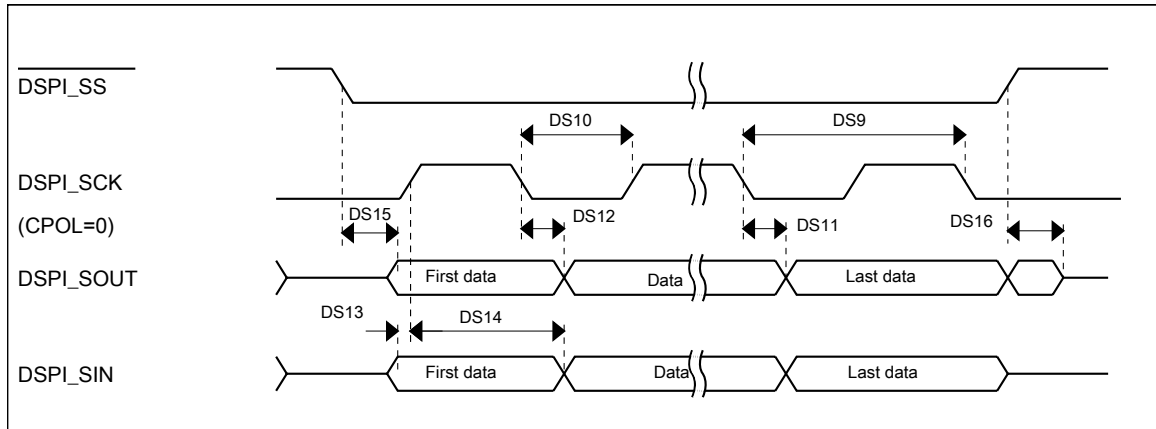 DSPI_SS
DS10
DS9
DSPI_SCK
(CPOL=0)
DS15
DS12
DS11
DS16
DSPI_SOUT
First data
Data
Last data
DS13
DS14
DSPI_SIN
First data
Data
Last data